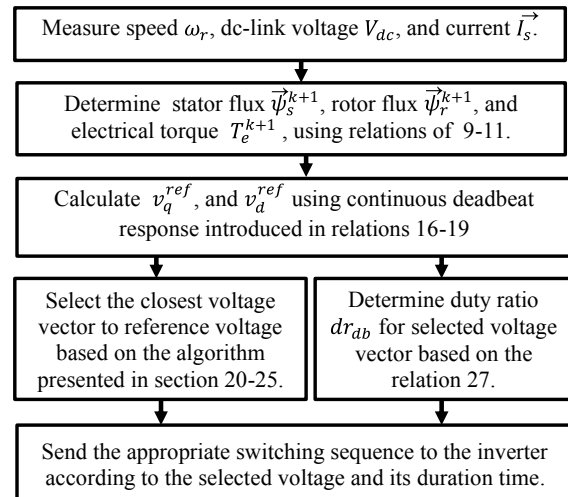 Measure speed ω_r, dc-link voltage V_dc, and current I_s⃗.
Determine stator flux ψ⃗_s^{k+1}, rotor flux ψ⃗_r^{k+1}, and
electrical torque T_e^{k+1} , using relations of 9-11.
Calculate v_q^{ref}, and v_d^{ref} using continuous deadbeat
response introduced in relations 16-19
Select the closest voltage
vector to reference voltage
based on the algorithm
presented in section 20-25.
Determine duty ratio
dr_db for selected voltage
vector based on the
relation 27.
Send the appropriate switching sequence to the inverter
according to the selected voltage and its duration time.